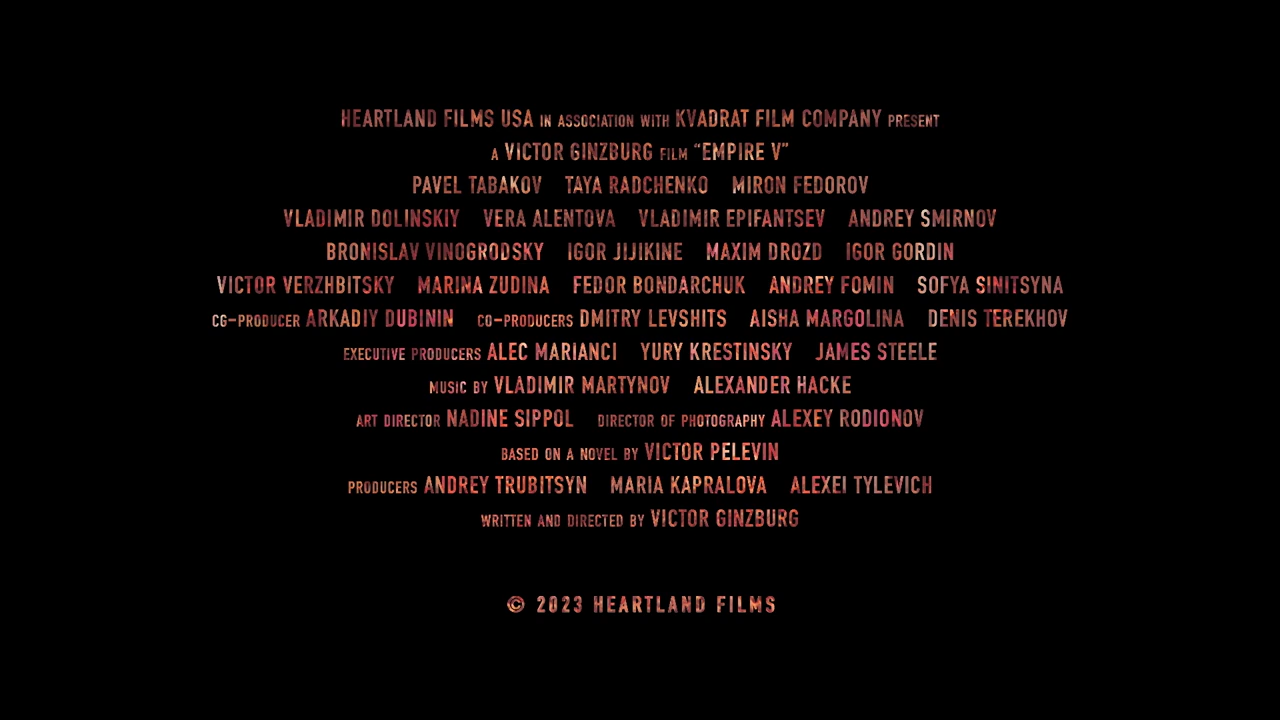 HEARTLAND FILMS USA IN ASSOCIATION WITH KVADRAT FILM COMPANY PRESENT
A VICTOR GINZBURG FILM “EMPIRE V”
PAVEL TABAKOV TAYA RADCHENKO MIRON FEDOROV
VLADIMIR DOLINSKIY VERA ALENTOVA VLADIMIR EPIFANTSEV ANDREY SMIRNOV
BRONISLAV VINOGRODSKY IGOR JIJIKINE MAXIM DROZD IGOR GORDIN
VICTOR VERZHBITSKY MARINA ZUDINA FEDOR BONDARCHUK ANDREY FOMIN SOFYA SINITSYNA
CG-PRODUCER ARKADIY DUBININ CO-PRODUCERS DMITRY LEVSHITS AISHA MARGOLINA DENIS TEREKHOV
EXECUTIVE PRODUCERS ALEC MARIANCI YURY KRESTINSKY JAMES STEELE
MUSIC BY VLADIMIR MARTYNOV ALEXANDER HACKE
ART DIRECTOR NADINE SIPPOL DIRECTOR OF PHOTOGRAPHY ALEXEY RODIONOV
BASED ON A NOVEL BY VICTOR PELEVIN
PRODUCERS ANDREY TRUBITSYN MARIA KAPRALOVA ALEXEI TYLEVICH
WRITTEN AND DIRECTED BY VICTOR GINZBURG
© 2023 HEARTLAND FILMS